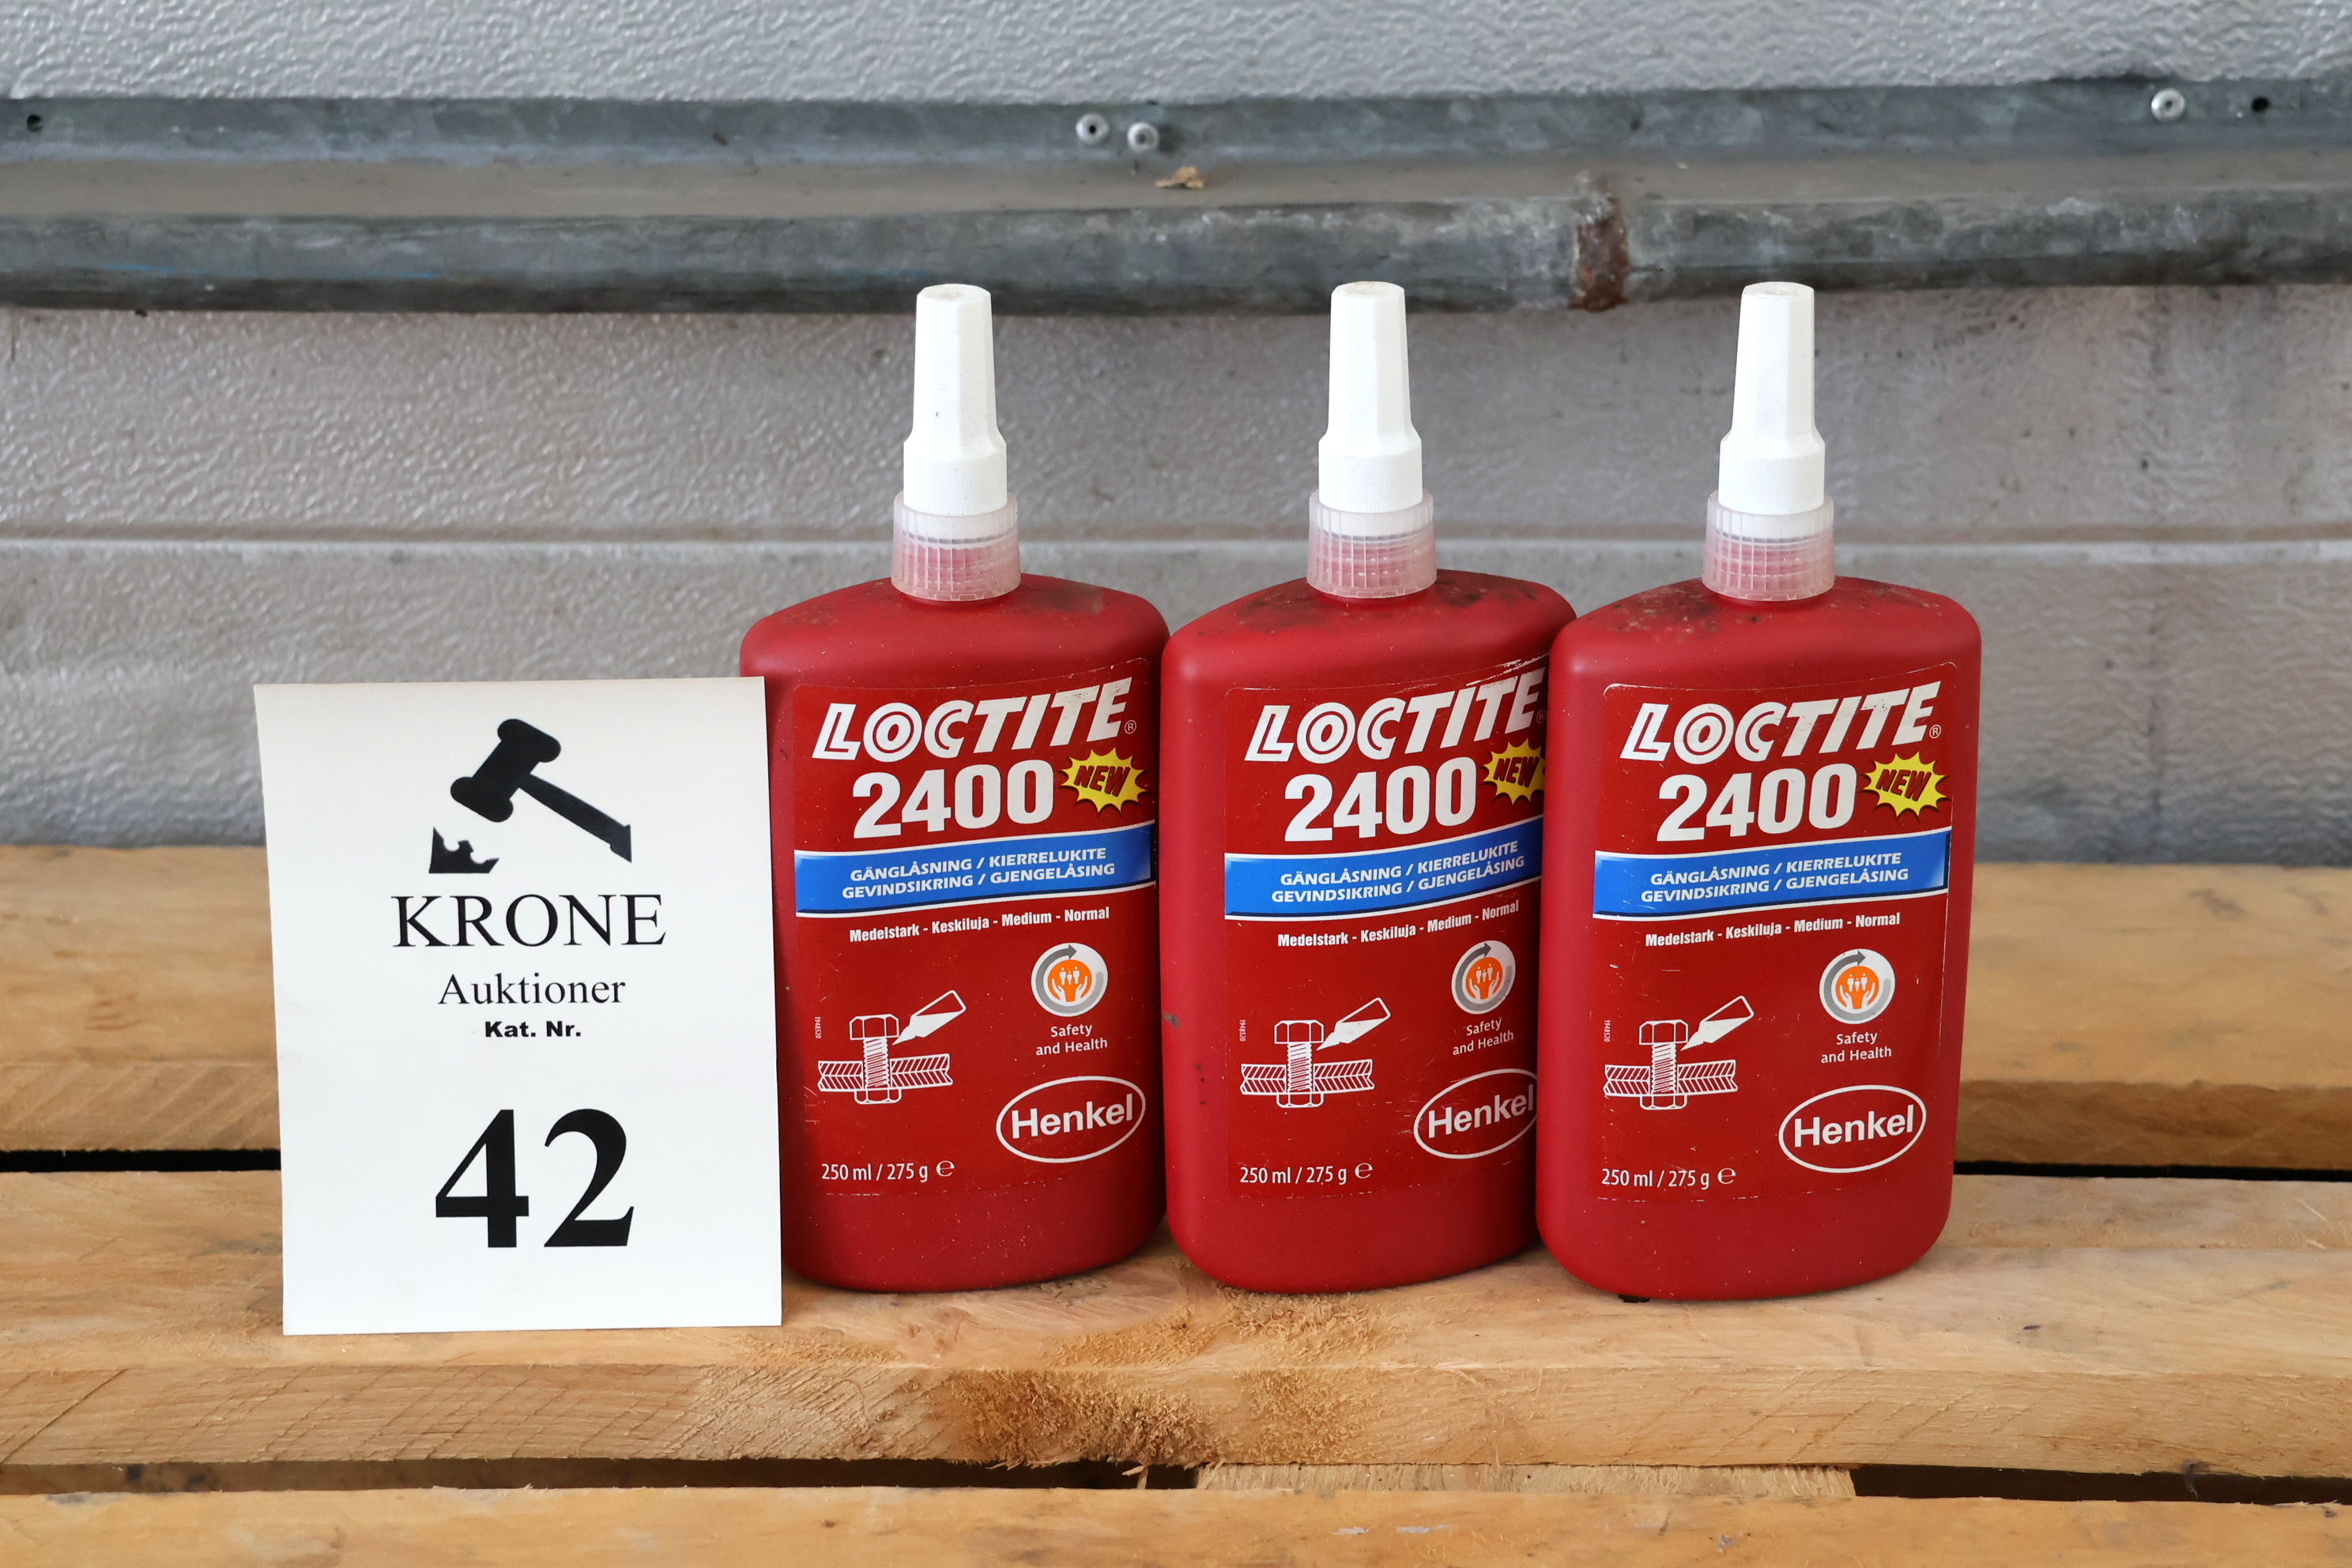 KRONE
Auktioner
Kat. Nr.
42
LOCTITE®
2400 NEW
GÄNGLÅSNING / KIERRELUKITE
GEVINDSIKRING / GJENGELÅSING
Medelstark - Keskiluja - Medium - Normal
1948520
Safety
and Health
Henkel
250 ml / 275 g ℮
LOCTITE®
2400 NEW
GÄNGLÅSNING / KIERRELUKITE
GEVINDSIKRING / GJENGELÅSING
Medelstark - Keskiluja - Medium - Normal
1948520
Safety
and Health
Henkel
250 ml / 275 g ℮
LOCTITE®
2400 NEW
GÄNGLÅSNING / KIERRELUKITE
GEVINDSIKRING / GJENGELÅSING
Medelstark - Keskiluja - Medium - Normal
1948520
Safety
and Health
Henkel
250 ml / 275 g ℮